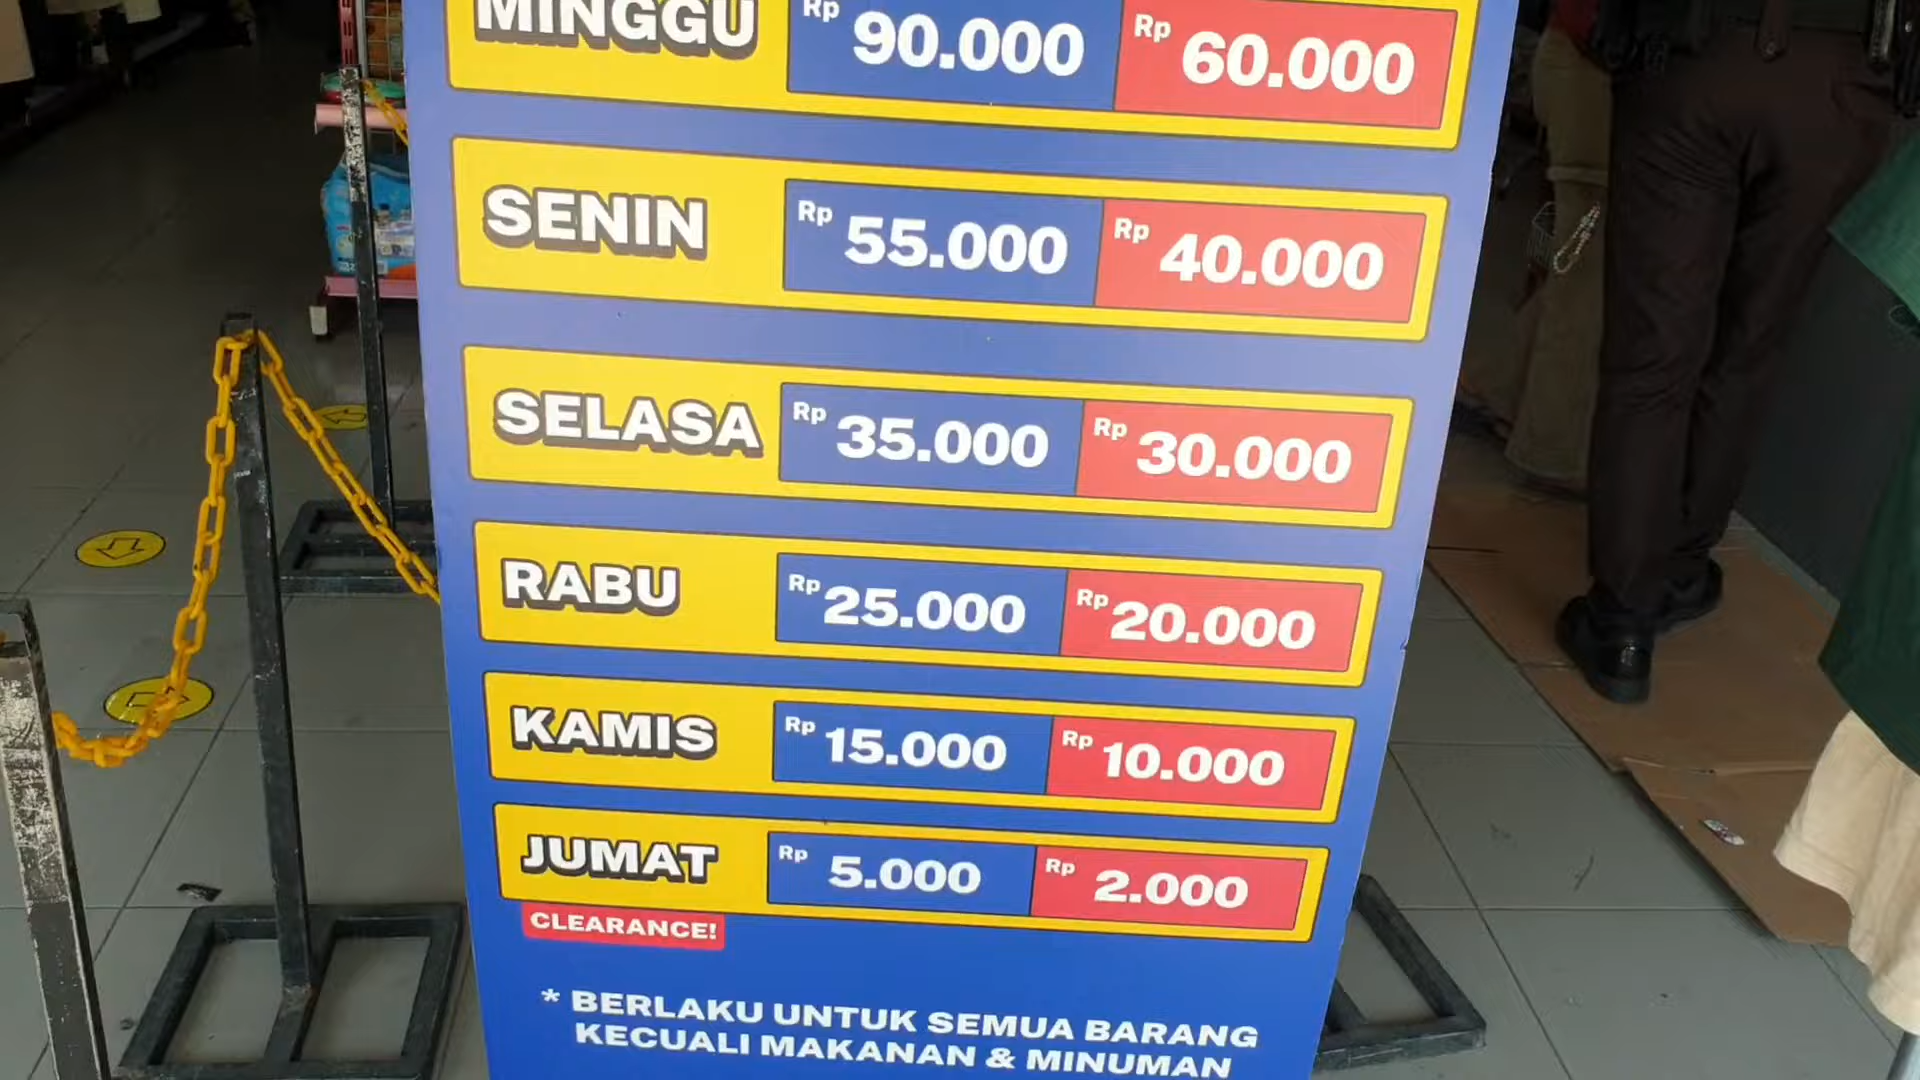 MINGGU Rp 90.000 Rp 60.000
SENIN Rp 55.000 Rp 40.000
SELASA Rp 35.000 Rp 30.000
RABU Rp 25.000 Rp 20.000
KAMIS Rp 15.000 Rp 10.000
JUMAT Rp 5.000 Rp 2.000
CLEARANCE!
* BERLAKU UNTUK SEMUA BARANG
KECUALI MAKANAN & MINUMAN